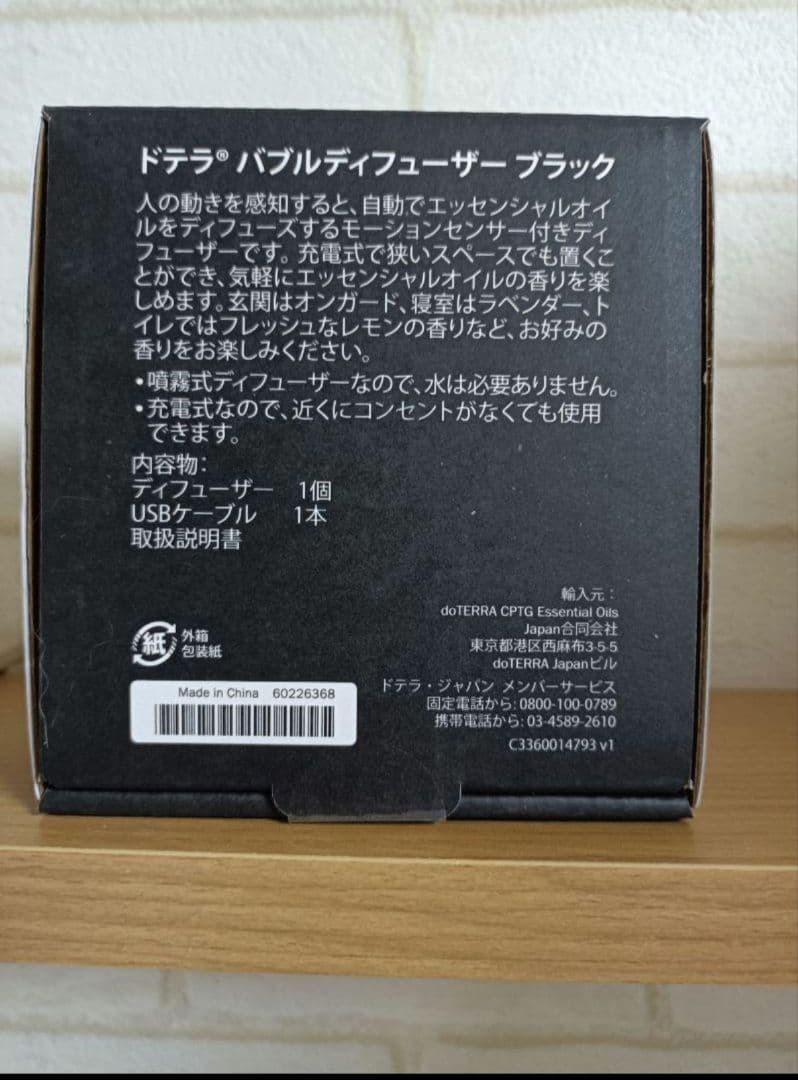 ドテラ® バブルディフューザー ブラック
人の動きを感知すると、自動でエッセンシャルオイ
ルをディフューズするモーションセンサー付きディ
フューザーです。充電式で狭いスペースでも置くこ
とができ、気軽にエッセンシャルオイルの香りを楽
しめます。玄関はオンガード、寝室はラベンダー、ト
イレではフレッシュなレモンの香りなど、お好みの
香りをお楽しみください。
•噴霧式ディフューザーなので、水は必要ありません。
•充電式なので、近くにコンセントがなくても使用
できます。
内容物：
ディフューザー 1個
USBケーブル 1本
取扱説明書
紙
外箱
包装紙
Made in China 60226368
輸入元：
doTERRA CPTG Essential Oils
Japan合同会社
東京都港区西麻布3-5-5
doTERRA Japanビル
ドテラ・ジャパン メンバーサービス
固定電話から: 0800-100-0789
携帯電話から: 03-4589-2610
C3360014793 v1